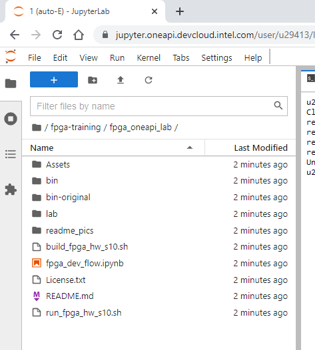 1 (auto-E) - JupyterLab
jupyter.oneapi.devcloud.intel.com/user/u29413/l
File Edit View Run Kernel Tabs Settings Help
Filter files by name
/ fpga-training / fpga_oneapi_lab /
Name Last Modified
Assets 2 minutes ago
bin 2 minutes ago
bin-original 2 minutes ago
lab 2 minutes ago
readme_pics 2 minutes ago
build_fpga_hw_s10.sh 2 minutes ago
fpga_dev_flow.ipynb 2 minutes ago
License.txt 2 minutes ago
README.md 2 minutes ago
run_fpga_hw_s10.sh 2 minutes ago
u2
Cl
re
re
re
re
Un
u2